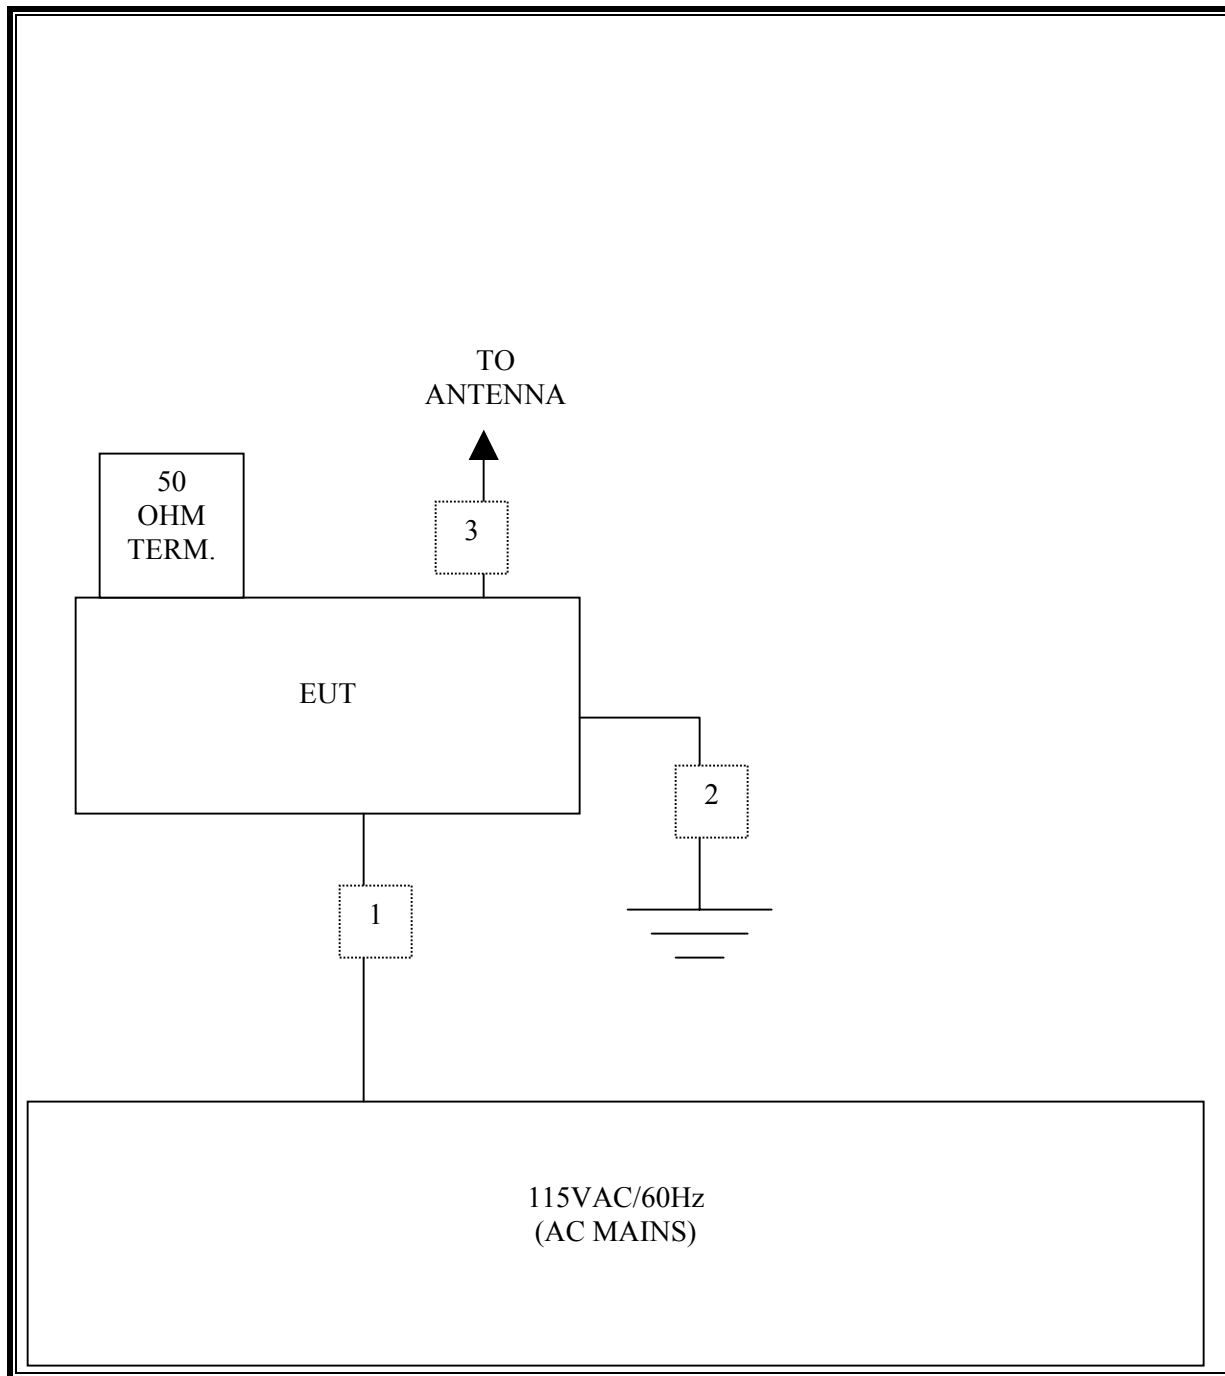 TO
ANTENNA
50
OHM
TERM.
3
EUT
2
1
115VAC/60Hz
(AC MAINS)